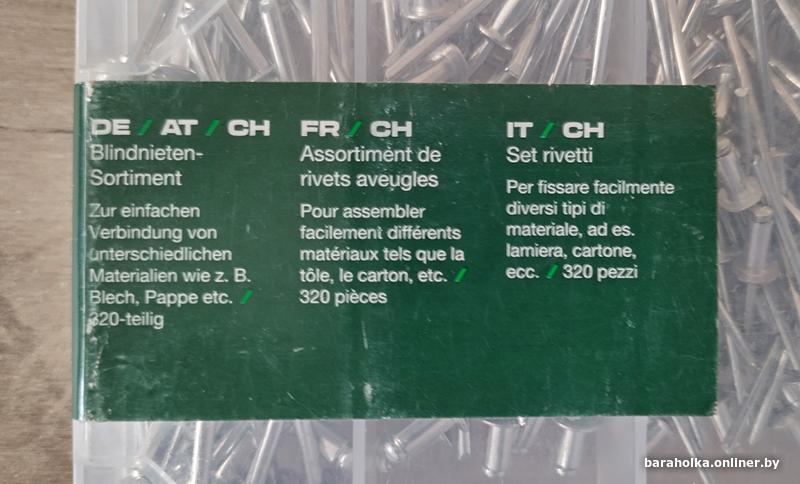 DE / AT / CH
Blindnieten-
Sortiment
Zur einfachen
Verbindung von
unterschiedlichen
Materialien wie z. B.
Blech, Pappe etc. /
320-teilig
FR / CH
Assortiment de
rivets aveugles
Pour assembler
facilement différents
matériaux tels que la
tôle, le carton, etc. /
320 pièces
IT / CH
Set rivetti
Per fissare facilmente
diversi tipi di
materiale, ad es.
lamiera, cartone,
ecc. / 320 pezzi
baraholka.onliner.by